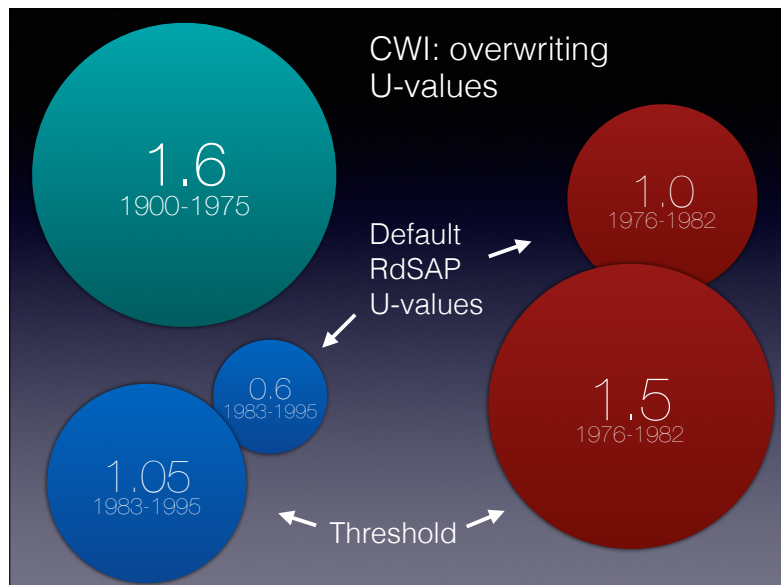 CWI: overwriting
U-values
1.6
1900-1975
1.0
1976-1982
Default
RdSAP
U-values
0.6
1983-1995
1.5
1976-1982
1.05
1983-1995
Threshold